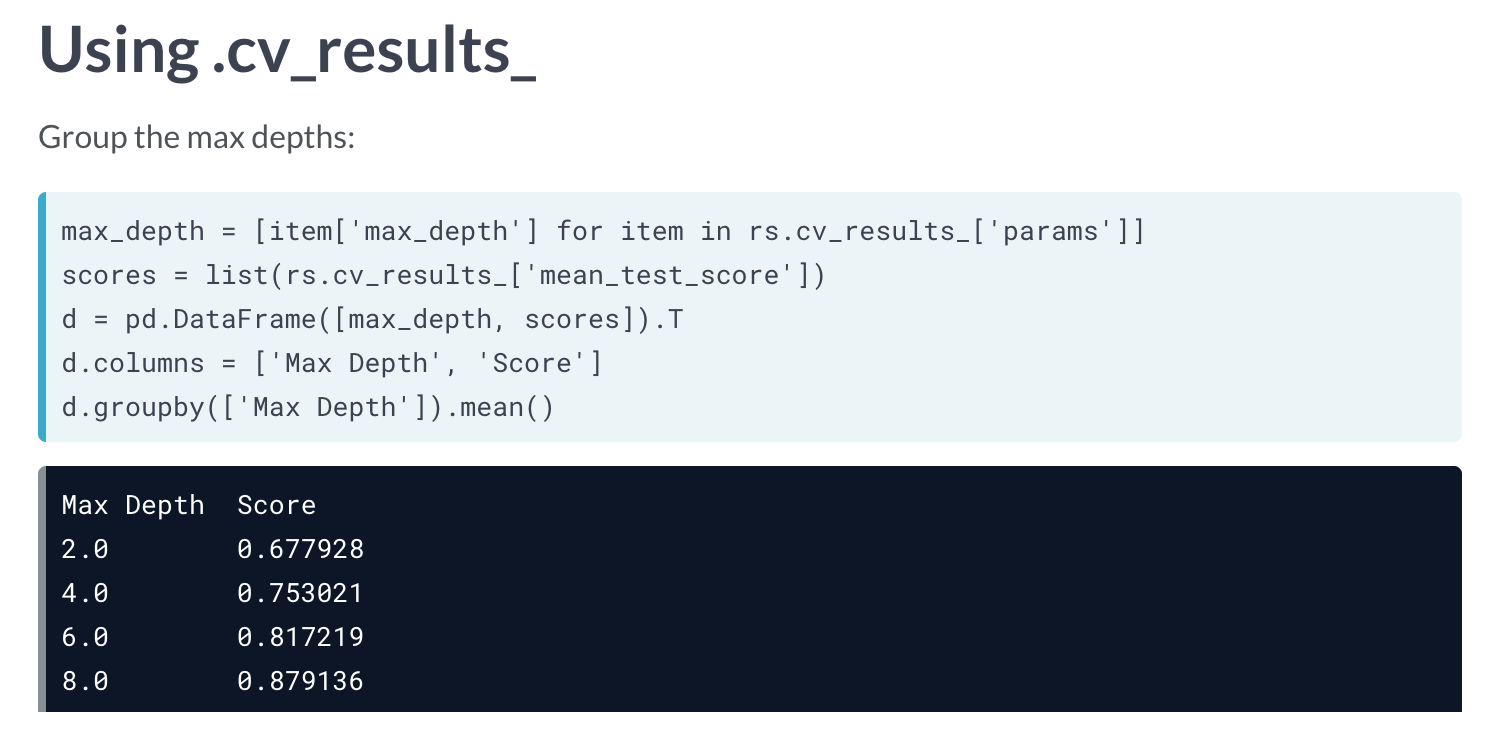 Using .cv_results_
Group the max depths:
max_depth = [item['max_depth'] for item in rs.cv_results_['params']]
scores = list(rs.cv_results_['mean_test_score'])
d = pd.DataFrame([max_depth, scores]).T
d.columns = ['Max Depth', 'Score']
d.groupby(['Max Depth']).mean()
Max Depth  Score
2.0        0.677928
4.0        0.753021
6.0        0.817219
8.0        0.879136